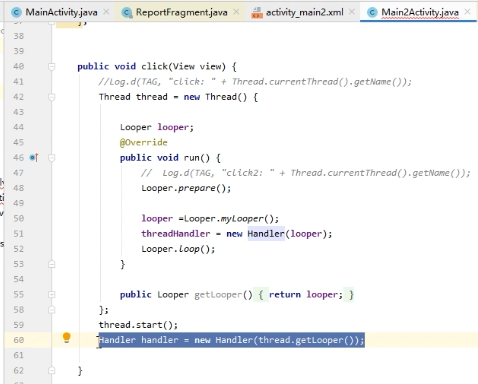 MainActivity.java × ReportFragment.java × activity_main2.xml × Main2Activity.java ×
38
39
40 public void click(View view) {
41 //Log.d(TAG, "click: " + Thread.currentThread().getName());
42 Thread thread = new Thread() {
43
44 Looper looper;
45 @Override
46 public void run() {
47 // Log.d(TAG, "click2: " + Thread.currentThread().getName());
48 Looper.prepare();
49
50 looper =Looper.myLooper();
51 threadHandler = new Handler(looper);
52 Looper.loop();
53 }
54
55 public Looper getLooper() { return looper; }
58 };
59 thread.start();
60 Handler handler = new Handler(thread.getLooper());
61
62 }